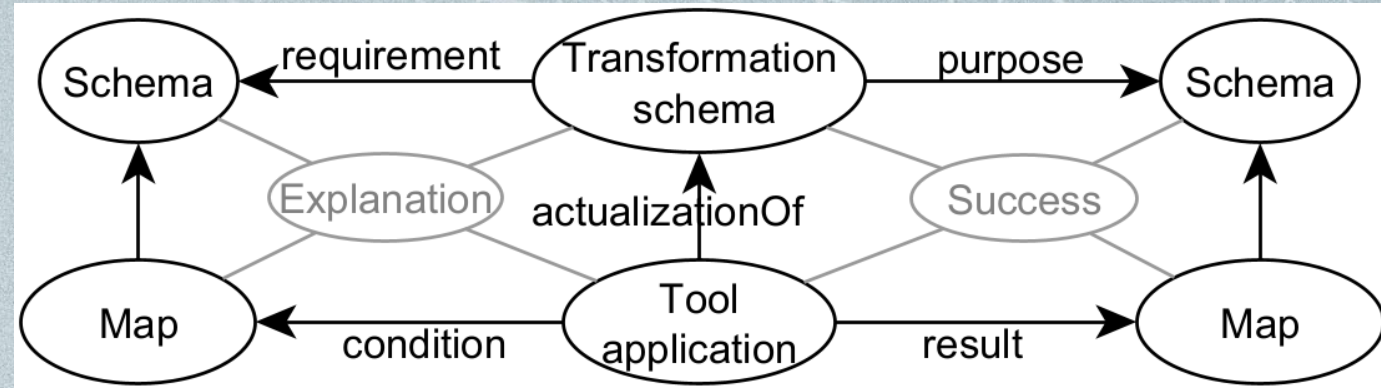 Schema
requirement
Transformation
schema
purpose
Schema
Explanation
actualizationOf
Success
Map
condition
Tool
application
result
Map